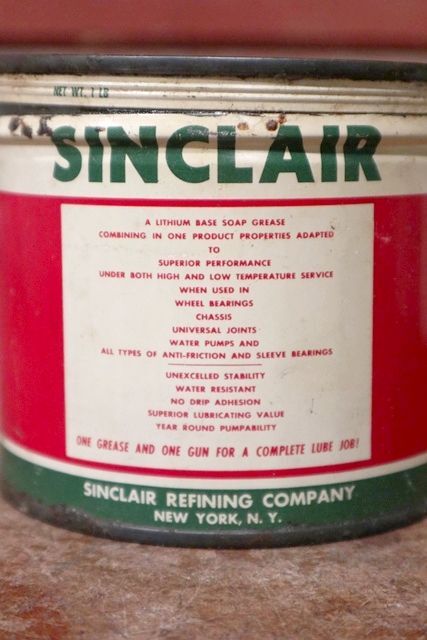 NET WT. 1 LB
SINCLAIR
A LITHIUM BASE SOAP GREASE
COMBINING IN ONE PRODUCT PROPERTIES ADAPTED
TO
SUPERIOR PERFORMANCE
UNDER BOTH HIGH AND LOW TEMPERATURE SERVICE
WHEN USED IN
WHEEL BEARINGS
CHASSIS
UNIVERSAL JOINTS
WATER PUMPS AND
ALL TYPES OF ANTI-FRICTION AND SLEEVE BEARINGS
UNEXCELLED STABILITY
WATER RESISTANT
NO DRIP ADHESION
SUPERIOR LUBRICATING VALUE
YEAR ROUND PUMPABILITY
ONE GREASE AND ONE GUN FOR A COMPLETE LUBE JOB!
SINCLAIR REFINING COMPANY
NEW YORK, N. Y.